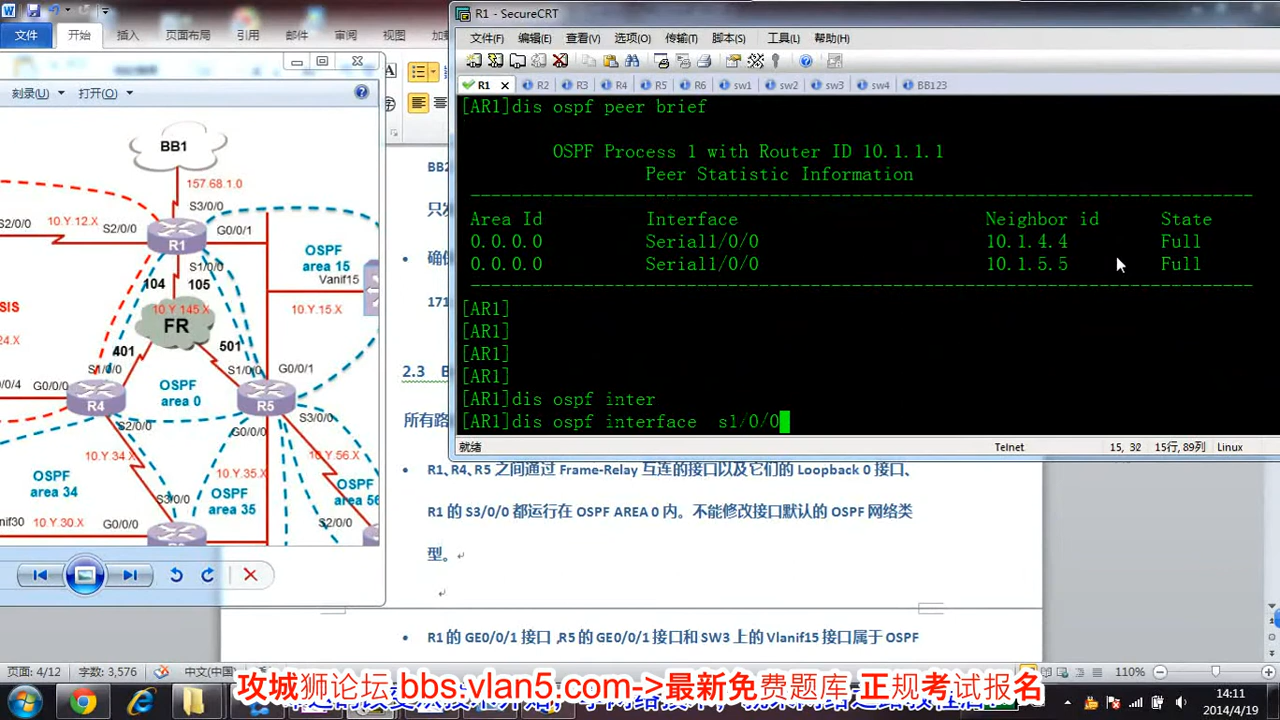 文件 开始 插入 页面布局 引用 邮件 审阅 视图
刻录(U) 打开(O)
BB1
157.68.1.0
S3/0/0
S2/0/0
10.Y.12.X
S2/0/0
R1
G0/0/1
OSPF
area 15
Vanif15
S1/0/0
104
105
10.Y.145.X
10.Y.15.X
FR
401
501
S1/0/0
S1/0/0
G0/0/1
G0/0/0
OSPF
area 0
R4
R5
S2/0/0
G0/0/0
S3/0/0
10.Y.34.X
10.Y.35.X
10.Y.56.X
OSPF
area 34
OSPF
area 35
OSPF
area 56
S3/0/0
10.Y.30.X
G0/0/0
S2/0/0
R1 - SecureCRT
文件(F) 编辑(E) 查看(V) 选项(O) 传输(T) 脚本(S) 工具(L) 帮助(H)
R1 R2 R3 R4 R5 R6 sw1 sw2 sw3 sw4 BB123
[AR1]dis ospf peer brief
OSPF Process 1 with Router ID 10.1.1.1
Peer Statistic Information
Area Id Interface Neighbor id State
0.0.0.0 Serial1/0/0 10.1.4.4 Full
0.0.0.0 Serial1/0/0 10.1.5.5 Full
[AR1]
[AR1]
[AR1]
[AR1]
[AR1]dis ospf inter
[AR1]dis ospf interface s1/0/0
就绪 Telnet 15, 32 15行, 89列 Linux
2.3
所有路
R1、R4、R5 之间通过 Frame-Relay 互连的接口以及它们的 Loopback 0 接口、
R1 的 S3/0/0 都运行在 OSPF AREA 0 内。不能修改接口默认的 OSPF 网络类
型。
R1 的 GE0/0/1 接口 ,R5 的 GE0/0/1 接口和 SW3 上的 Vlanif15 接口属于 OSPF
页面: 4/12 字数: 3,576 中文(中国) 110%
攻城狮论坛 bbs.vlan5.com->最新免费题库 正规考试报名
14:11
2014/4/19